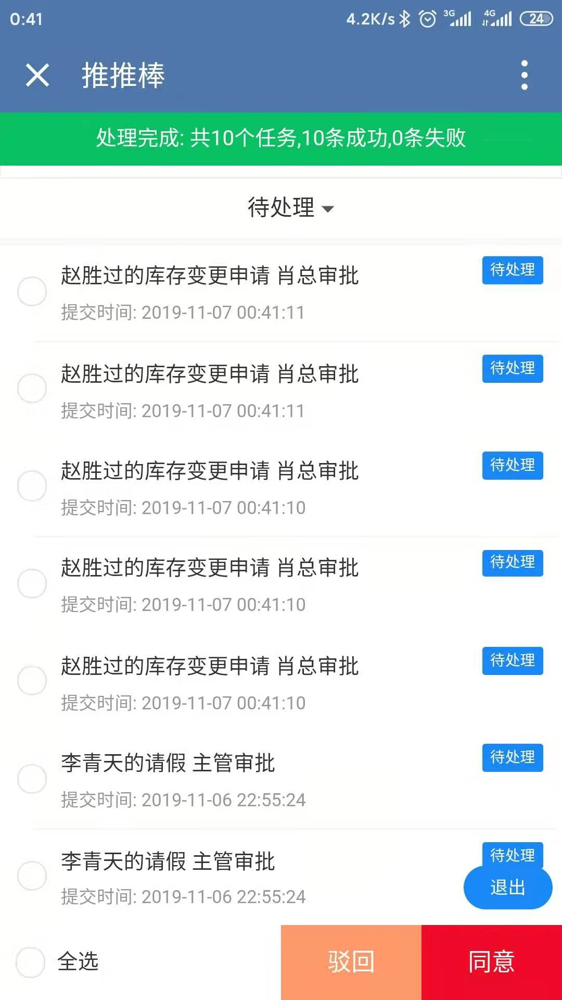 0:41
4.2K/s 3G 4G 24
推推棒
处理完成: 共10个任务,10条成功,0条失败
待处理
赵胜过的库存变更申请 肖总审批 待处理
提交时间: 2019-11-07 00:41:11
赵胜过的库存变更申请 肖总审批 待处理
提交时间: 2019-11-07 00:41:11
赵胜过的库存变更申请 肖总审批 待处理
提交时间: 2019-11-07 00:41:10
赵胜过的库存变更申请 肖总审批 待处理
提交时间: 2019-11-07 00:41:10
赵胜过的库存变更申请 肖总审批 待处理
提交时间: 2019-11-07 00:41:10
李青天的请假 主管审批 待处理
提交时间: 2019-11-06 22:55:24
李青天的请假 主管审批 待处理
提交时间: 2019-11-06 22:55:24 退出
全选 驳回 同意